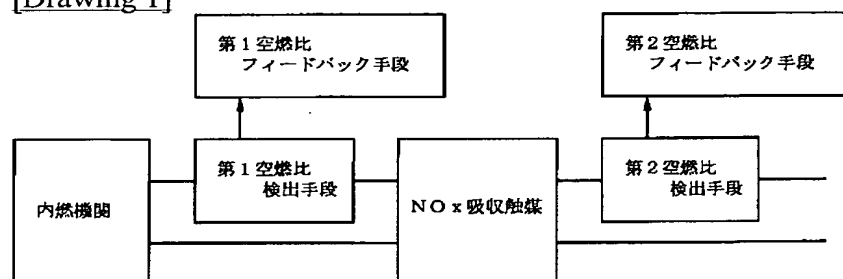 [Drawing 1]
第1空燃比
フィードバック手段
第2空燃比
フィードバック手段
内燃機関
第1空燃比
検出手段
NOx吸収触媒
第2空燃比
検出手段